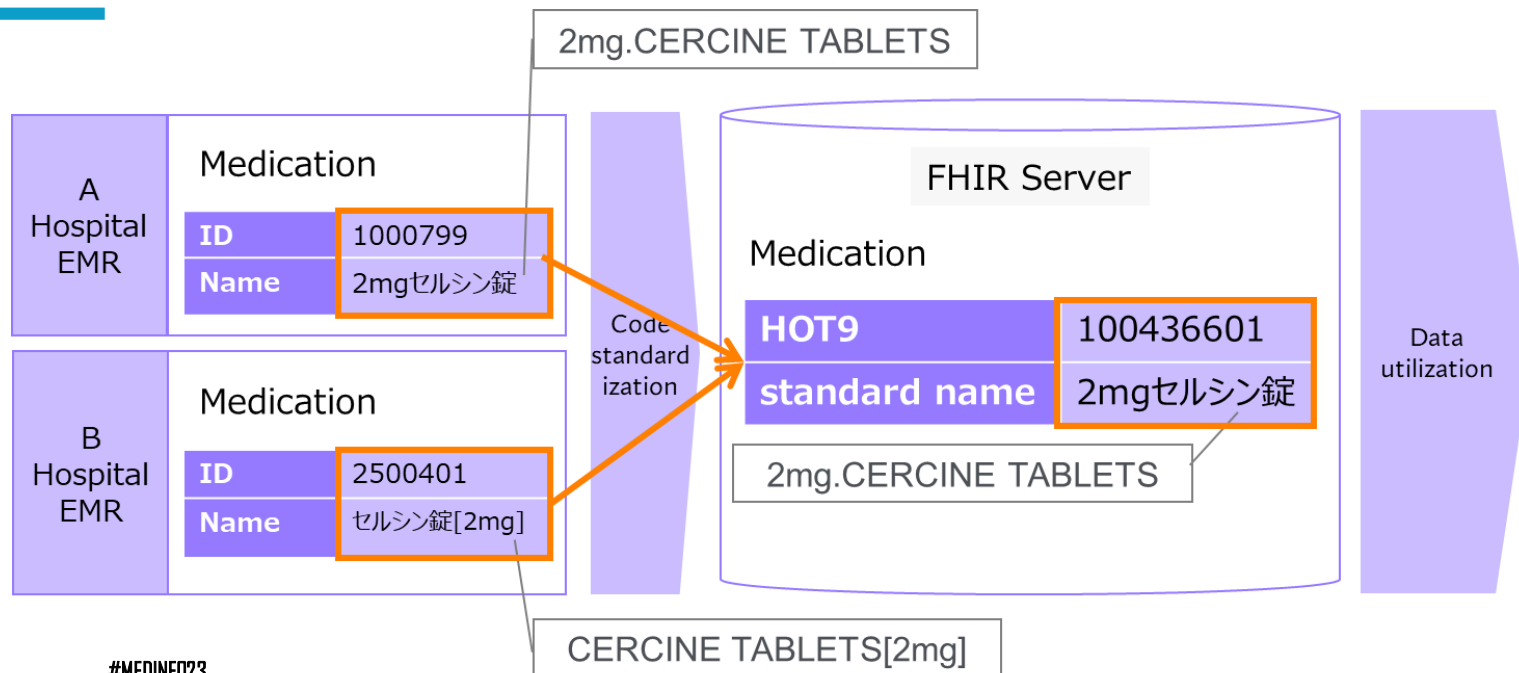 2mg.CERCINE TABLETS
A
Hospital
EMR
Medication
ID 1000799
Name 2mgセルシン錠
B
Hospital
EMR
Medication
ID 2500401
Name セルシン錠[2mg]
CERCINE TABLETS[2mg]
Code
standard
ization
FHIR Server
Medication
HOT9 100436601
standard name 2mgセルシン錠
2mg.CERCINE TABLETS
Data
utilization
#MEDINFO23